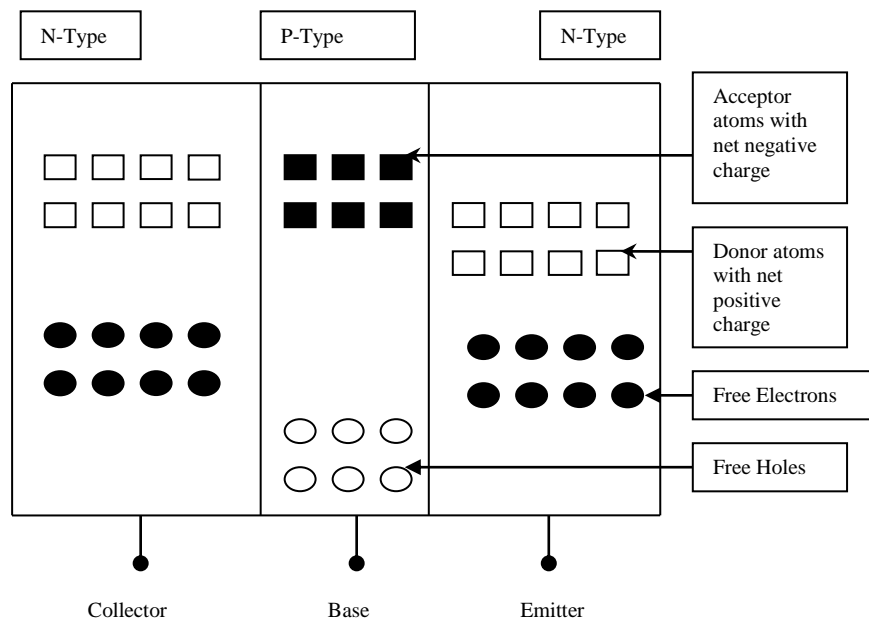 N-Type
P-Type
N-Type
Acceptor
atoms with
net negative
charge
Donor atoms
with net
positive
charge
Free Electrons
Free Holes
Collector
Base
Emitter